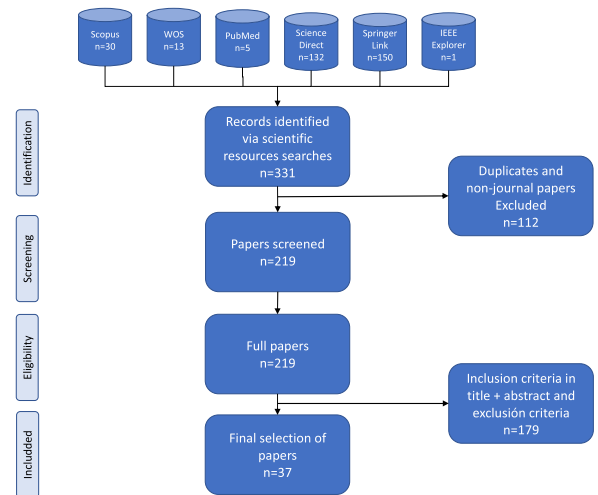 Scopus
n=30
WOS
n=13
PubMed
n=5
Science
Direct
n=132
Springer
Link
n=150
IEEE
Explorer
n=1
Identification
Records identified
via scientific
resources searches
n=331
Duplicates and
non-journal papers
Excluded
n=112
Screening
Papers screened
n=219
Eligibility
Full papers
n=219
Inclusion criteria in
title + abstract and
exclusión criteria
n=179
Includded
Final selection of
papers
n=37